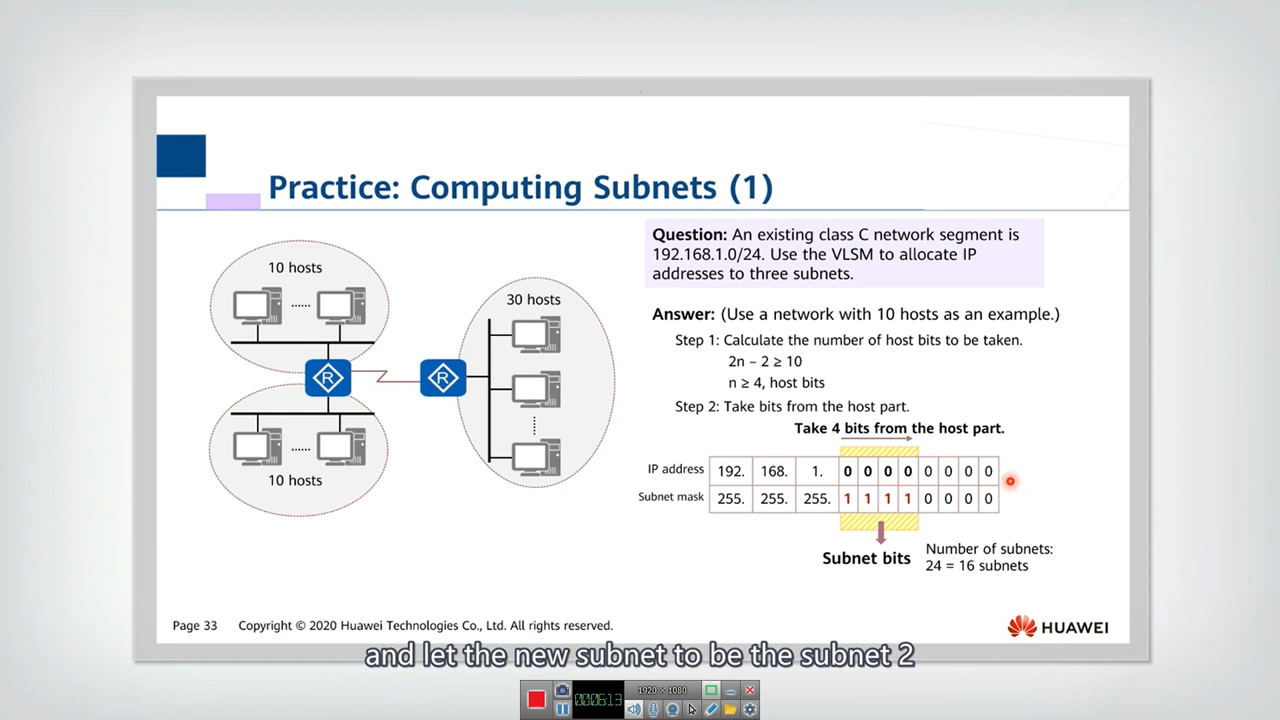 Practice: Computing Subnets (1)
10 hosts
10 hosts
30 hosts
R
R
Question: An existing class C network segment is
192.168.1.0/24. Use the VLSM to allocate IP
addresses to three subnets.
Answer: (Use a network with 10 hosts as an example.)
Step 1: Calculate the number of host bits to be taken.
2n – 2 ≥ 10
n ≥ 4, host bits
Step 2: Take bits from the host part.
Take 4 bits from the host part.
IP address 192. 168. 1. 0 0 0 0 0 0 0 0
Subnet mask 255. 255. 255. 1 1 1 1 0 0 0 0
Subnet bits
Number of subnets:
24 = 16 subnets
Page 33 Copyright © 2020 Huawei Technologies Co., Ltd. All rights reserved.
HUAWEI
and let the new subnet to be the subnet 2
1920 × 1080
000613